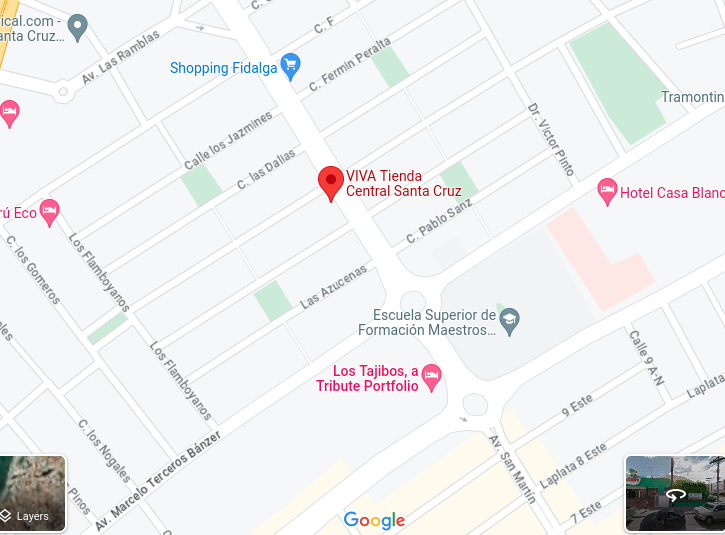 ical.com -
anta Cruz...
Av. Las Ramblas
C. F
Shopping Fidalga
C. Fermin Peralta
Tramontin
Dr. Victor Pinto
Calle los Jazmines
C. las Dalias
VIVA Tienda
Central Santa Cruz
Hotel Casa Blanc
rú Eco
C. Pablo Sanz
C. los Gomeros
Los Flamboyanos
Las Azucenas
Escuela Superior de
Formación Maestros...
Calle 9 A-N
Los Flamboyanos
Los Tajibos, a
Tribute Portfolio
Laplata
9 Este
C. los Nogales
Av. Marcelo Terceros Bánzer
Av. San Martín
Laplata 8 Este
Pinos
7 Este
Layers
Google